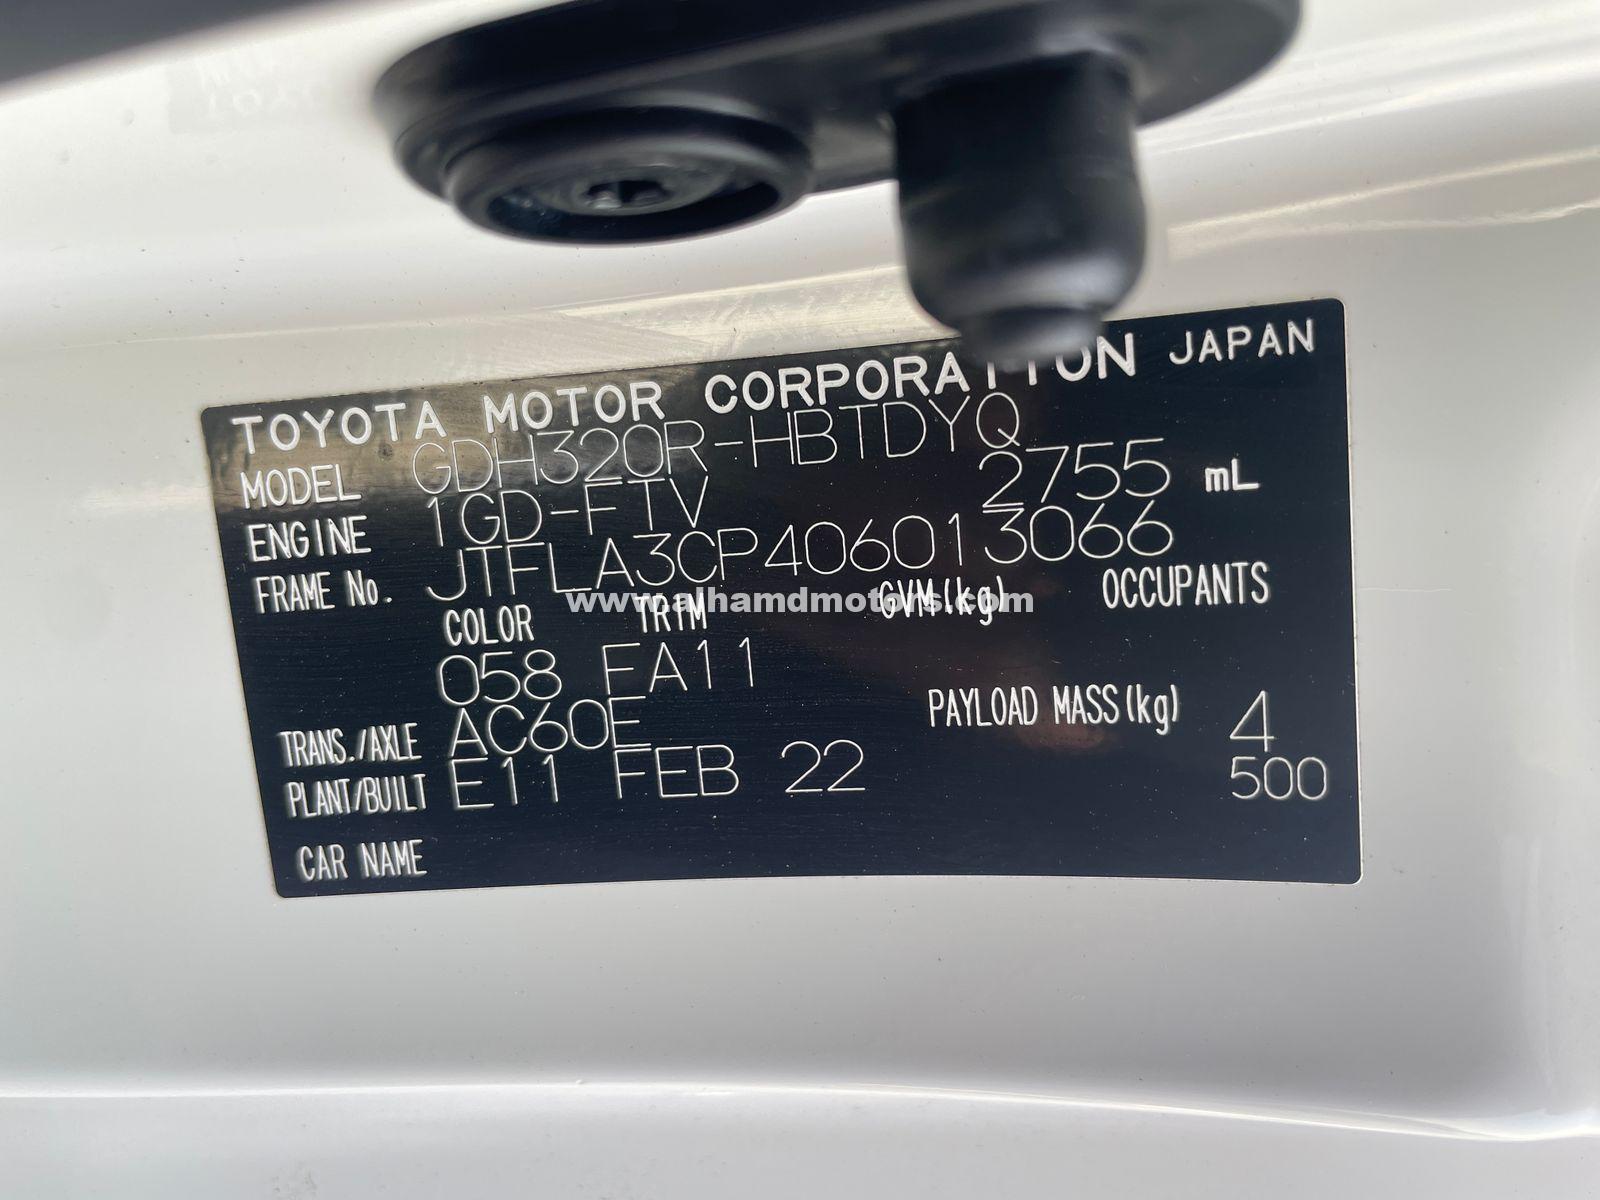 TOYOTA MOTOR CORPORATION JAPAN
MODEL GDH320R-HBTDYQ
ENGINE 1GD-FTV 2755 mL
FRAME No. JTFLA3CP406013066
www.alhamdmotors.com
COLOR TRIM GVM(kg) OCCUPANTS
058 EA11
TRANS./AXLE AC60E PAYLOAD MASS(kg) 4
PLANT/BUILT E11 FEB 22 500
CAR NAME